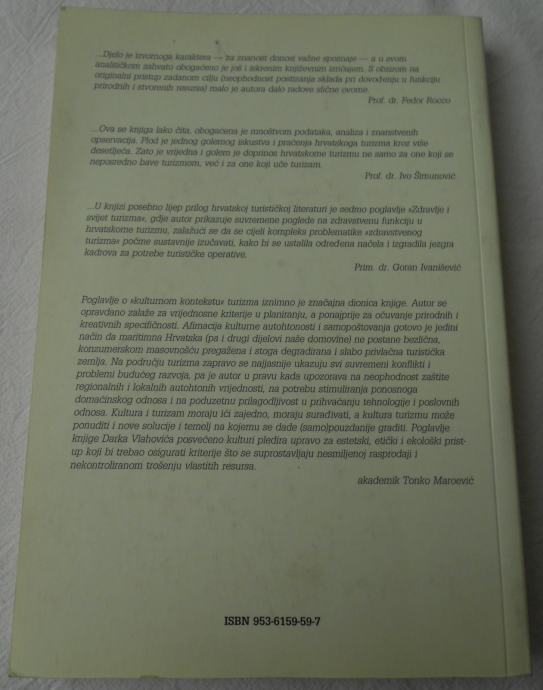 ...Djelo je izvornoga karaktera — za znanost donosi važne spoznaje — a u svom
analitičkom zahvatu obogaćeno je još i iskrenim književnim izričajem. S obzirom na
originalni pristup zadanom cilju (neophodnost postizanja sklada pri dovođenju u funkciju
prirodnih i stvorenih resursa) malo je autora dalo radove slične ovome.
Prof. dr. Fedor Rocco
...Ova se knjiga lako čita, obogaćena je mnoštvom podataka, analiza i znanstvenih
opservacija. Plod je jednog golemog iskustva i praćenja hrvatskoga turizma kroz više
desetljeća. Zato je vrijedna i golem je doprinos hrvatskome turizmu ne samo za one koji se
neposredno bave turizmom, već i za one koji uče turizam.
Prof. dr. Ivo Šimunović
...U knjizi posebno lijep prilog hrvatskoj turističkoj literaturi je sedmo poglavlje »Zdravlje i
svijet turizma«, gdje autor prikazuje suvremene poglede na zdravstvenu funkciju u
hrvatskome turizmu, zalažući se da se cijeli kompleks problematike »zdravstvenog
turizma« počme sustavnije izučavati, kako bi se ustalila određena načela i izgradila jezgra
kadrova za potrebe turističke operative.
Prim. dr. Goran Ivanišević
Poglavlje o »kulturnom kontekstu« turizma iznimno je značajna dionica knjige. Autor se
opravdano zalaže za vrijednosne kriterije u planiranju, a ponajprije za očuvanje prirodnih i
kreativnih specifičnosti. Afimacija kulturne autohtonosti i samopoštovanja gotovo je jedini
način da maritimna Hrvatska (pa i drugi dijelovi naše domovine) ne postane bezlična,
konzumerskom masovnošću pregažena i stoga degradirana i slabo privlačna turistička
zemlja. Na području turizma zapravo se najjasnije ukazuju svi suvremeni konflikti i
problemi budućeg razvoja, pa je autor u pravu kada upozorava na neophodnost zaštite
regionalnih i lokalnih autohtonih vrijednosti, na potrebu stimuliranja ponosnoga
domaćinskog odnosa i na poduzetnu prilagodljivost u prihvaćanju tehnologije i poslovnih
odnosa. Kultura i turizam moraju ići zajedno, moraju surađivati, a kultura turizmu može
ponuditi i nove solucije i temelj na kojemu se dade (samo)pouzdanije graditi. Poglavlje
knjige Darka Vlahovića posvećeno kulturi pledira upravo za estetski, etički i ekološki prist-
up koji bi trebao osigurati kriterije što se suprostavljaju nesmiljenoj rasprodaji i
nekontroliranom trošenju vlastitih resursa.
akademik Tonko Maroević
ISBN 953-6159-59-7